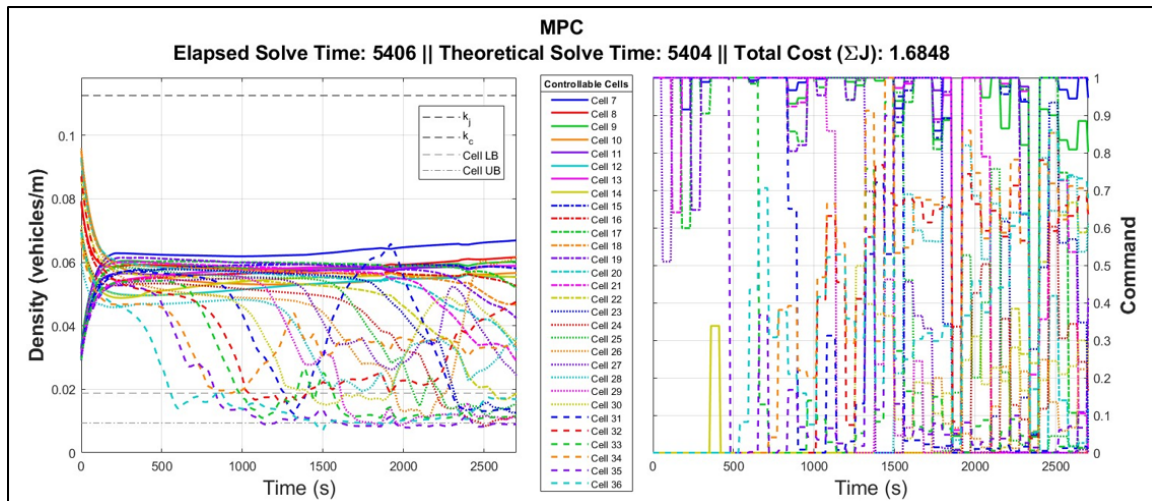 MPC
Elapsed Solve Time: 5406 || Theoretical Solve Time: 5404 || Total Cost (ΣJ): 1.6848
Density (vehicles/m)
0.1
0.08
0.06
0.04
0.02
0
0
500
1000
1500
2000
2500
Time (s)
k_j
k_c
Cell LB
Cell UB
Controllable Cells
Cell 7
Cell 8
Cell 9
Cell 10
Cell 11
Cell 12
Cell 13
Cell 14
Cell 15
Cell 16
Cell 17
Cell 18
Cell 19
Cell 20
Cell 21
Cell 22
Cell 23
Cell 24
Cell 25
Cell 26
Cell 27
Cell 28
Cell 29
Cell 30
Cell 31
Cell 32
Cell 33
Cell 34
Cell 35
Cell 36
1
0.9
0.8
0.7
0.6
0.5
0.4
0.3
0.2
0.1
0
Command
0
500
1000
1500
2000
2500
Time (s)